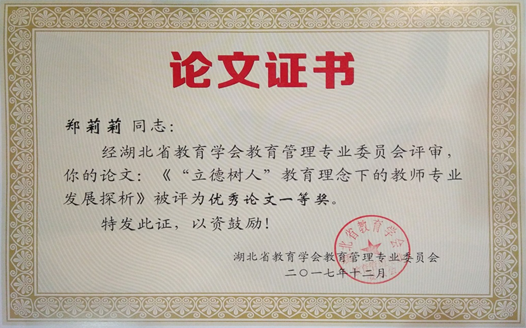 论文证书
郑莉莉 同志：
经湖北省教育学会教育管理专业委员会评审，
你的论文：《“立德树人”教育理念下的教师专业
发展探析》被评为优秀论文一等奖。
特发此证，以资鼓励！
湖北省教育学会教育管理专业委员会
二〇一七年十二月